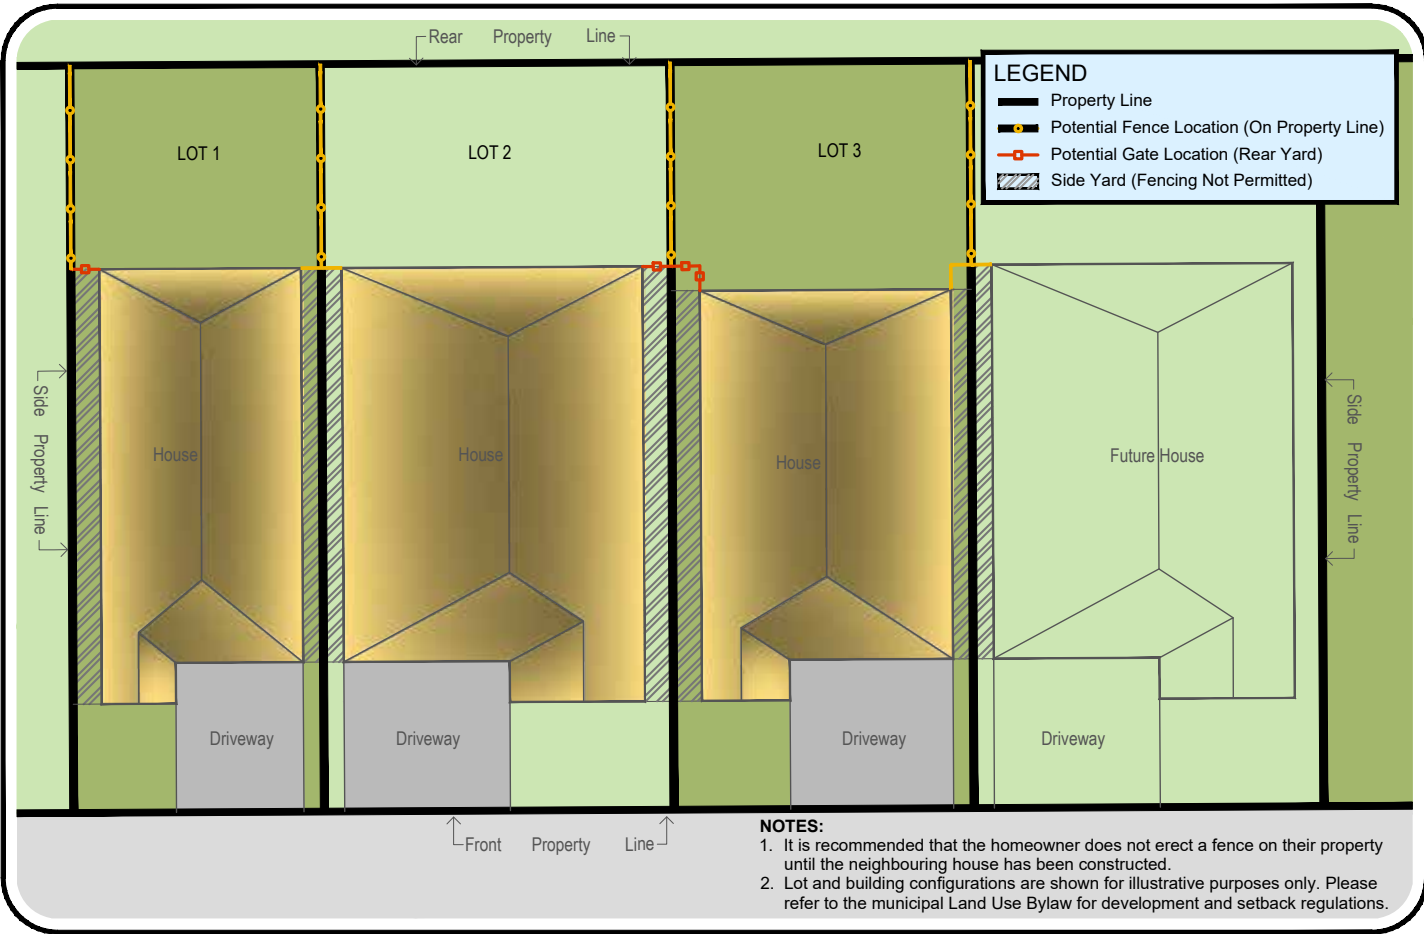 Rear Property Line
LEGEND
Property Line
Potential Fence Location (On Property Line)
Potential Gate Location (Rear Yard)
Side Yard (Fencing Not Permitted)
LOT 1
LOT 2
LOT 3
Side Property Line
House
House
House
Future House
Side Property Line
Driveway
Driveway
Driveway
Driveway
Front Property Line
NOTES:
1. It is recommended that the homeowner does not erect a fence on their property
until the neighbouring house has been constructed.
2. Lot and building configurations are shown for illustrative purposes only. Please
refer to the municipal Land Use Bylaw for development and setback regulations.